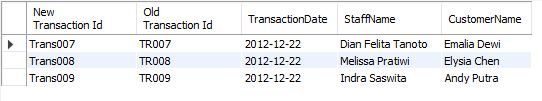 New Transaction Id Old Transaction Id TransactionDate StaffName CustomerName
Trans007 TR007 2012-12-22 Dian Felita Tanoto Emalia Dewi
Trans008 TR008 2012-12-22 Melissa Pratiwi Elysia Chen
Trans009 TR009 2012-12-22 Indra Saswita Andy Putra